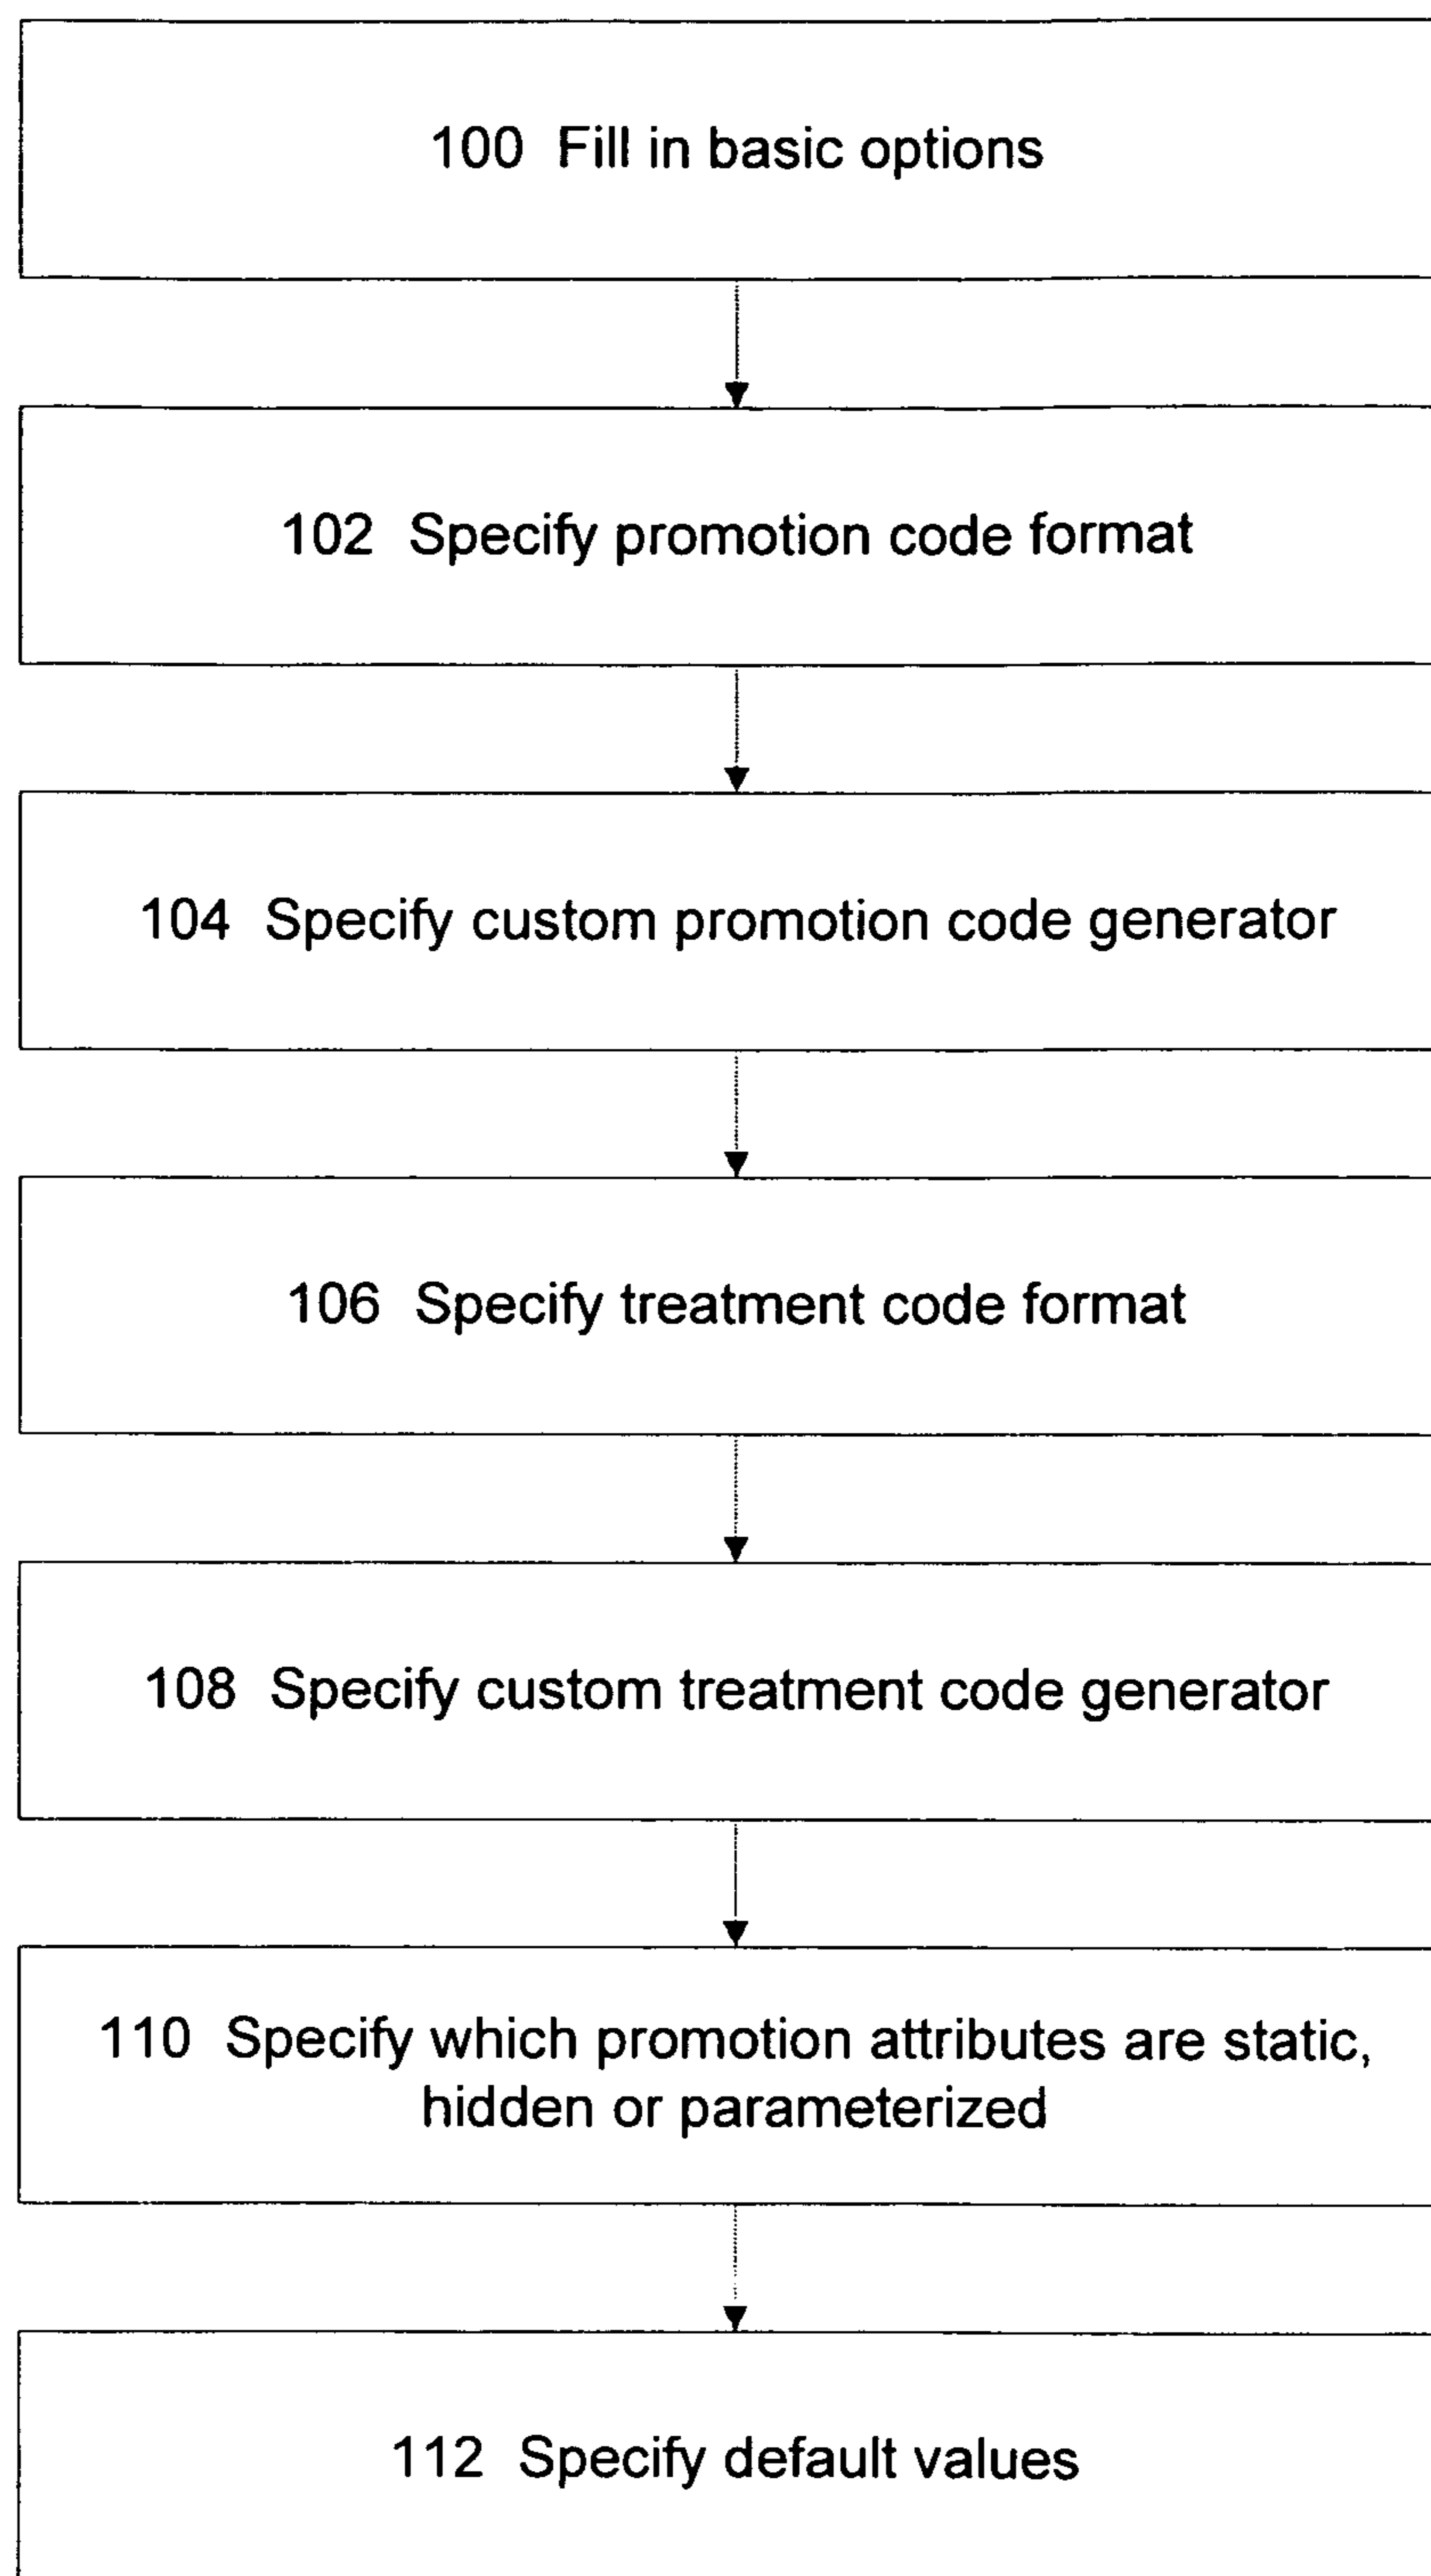 100 Fill in basic options
102 Specify promotion code format
104 Specify custom promotion code generator
106 Specify treatment code format
108 Specify custom treatment code generator
110 Specify which promotion attributes are static,
hidden or parameterized
112 Specify default values